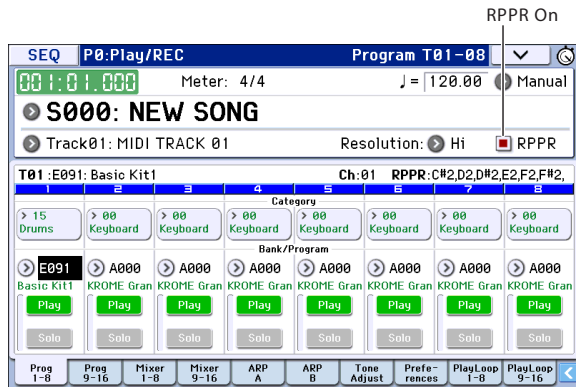 RPPR On
SEQ P0:Play/REC Program T01-08
001:01.000 Meter: 4/4 ♩= 120.00 Manual
S000: NEW SONG
Track01: MIDI TRACK 01 Resolution: Hi RPPR
T01 :E091: Basic Kit1 Ch:01 RPPR:C#2,D2,D#2,E2,F2,F#2,
1 2 3 4 5 6 7 8
Category
> 15 > 00 > 00 > 00 > 00 > 00 > 00 > 00
Drums Keyboard Keyboard Keyboard Keyboard Keyboard Keyboard Keyboard
Bank/Program
E091 A000 A000 A000 A000 A000 A000 A000
Basic Kit1 KROME Gran KROME Gran KROME Gran KROME Gran KROME Gran KROME Gran KROME Gran
Play Play Play Play Play Play Play Play
Solo Solo Solo Solo Solo Solo Solo Solo
Prog Prog Mixer Mixer ARP ARP Tone Prefe- PlayLoop PlayLoop
1-8 9-16 1-8 9-16 A B Adjust rences 1-8 9-16